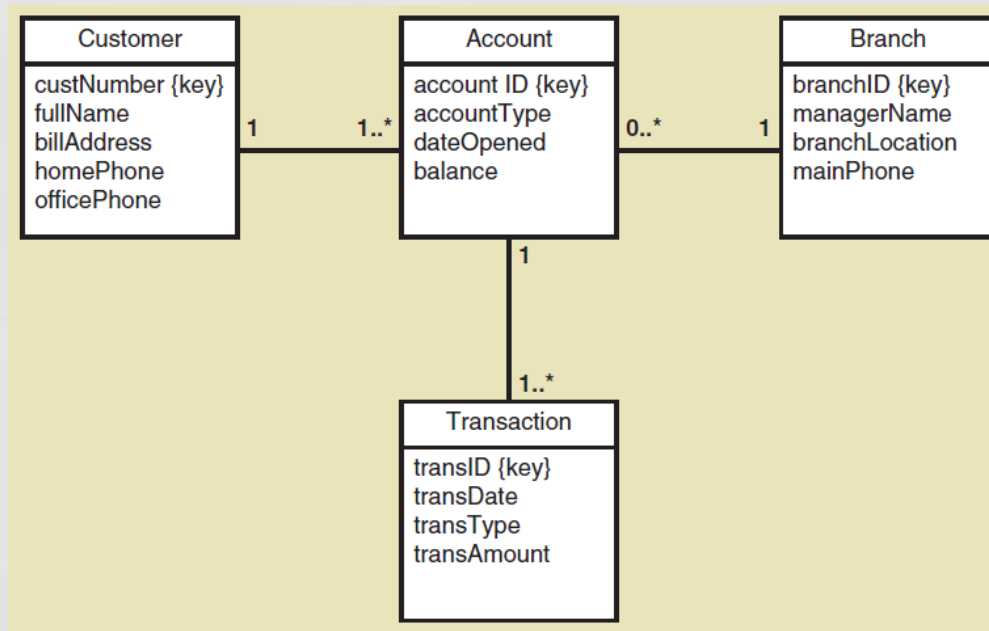 Customer
custNumber {key}
fullName
billAddress
homePhone
officePhone
1
1..*
Account
account ID {key}
accountType
dateOpened
balance
0..*
1
Branch
branchID {key}
managerName
branchLocation
mainPhone
1
1..*
Transaction
transID {key}
transDate
transType
transAmount